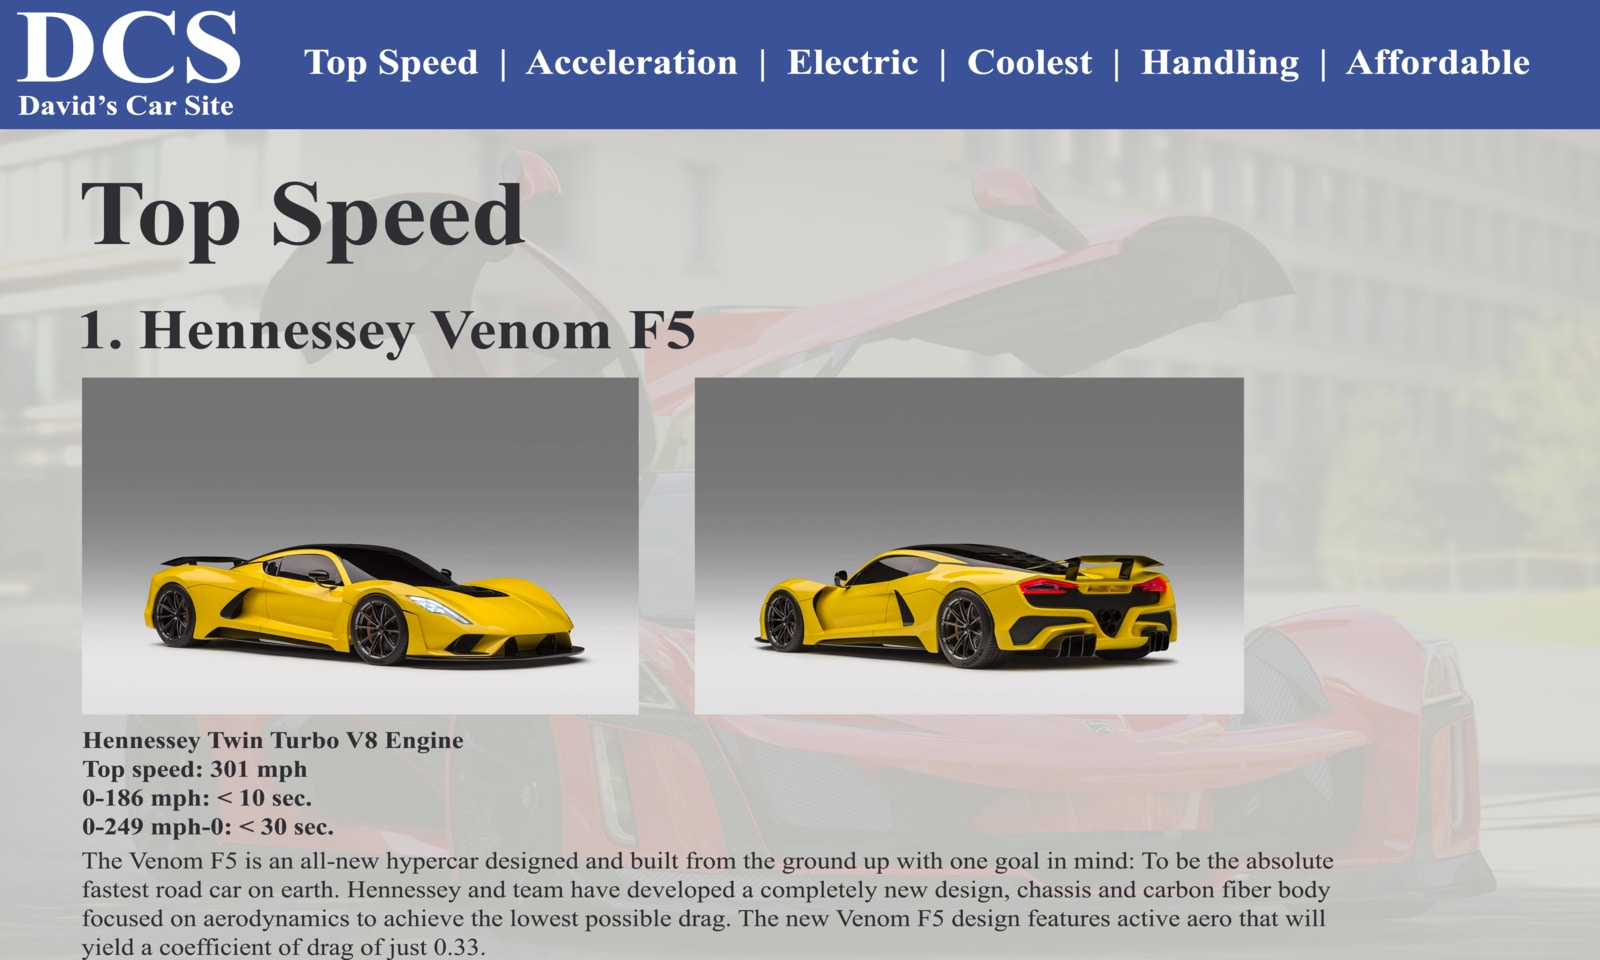 DCS
David's Car Site
Top Speed | Acceleration | Electric | Coolest | Handling | Affordable
Top Speed
1. Hennessey Venom F5
Hennessey Twin Turbo V8 Engine
Top speed: 301 mph
0-186 mph: < 10 sec.
0-249 mph-0: < 30 sec.
The Venom F5 is an all-new hypercar designed and built from the ground up with one goal in mind: To be the absolute
fastest road car on earth. Hennessey and team have developed a completely new design, chassis and carbon fiber body
focused on aerodynamics to achieve the lowest possible drag. The new Venom F5 design features active aero that will
yield a coefficient of drag of just 0.33.